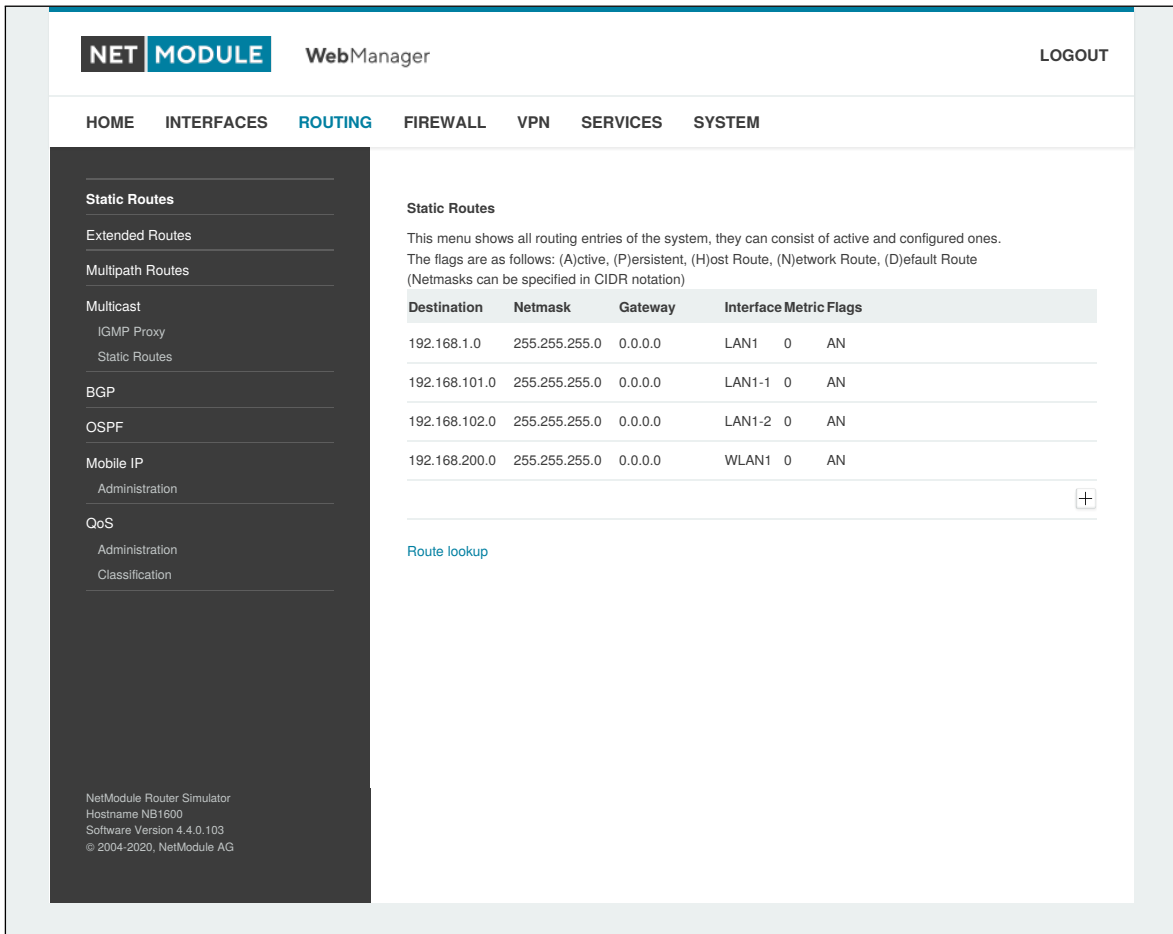 NET MODULE WebManager LOGOUT
HOME INTERFACES ROUTING FIREWALL VPN SERVICES SYSTEM
Static Routes
Extended Routes
Multipath Routes
Multicast
IGMP Proxy
Static Routes
BGP
OSPF
Mobile IP
Administration
QoS
Administration
Classification
NetModule Router Simulator
Hostname NB1600
Software Version 4.4.0.103
© 2004-2020, NetModule AG
Static Routes
This menu shows all routing entries of the system, they can consist of active and configured ones.
The flags are as follows: (A)ctive, (P)ersistent, (H)ost Route, (N)etwork Route, (D)efault Route
(Netmasks can be specified in CIDR notation)
Destination Netmask Gateway Interface Metric Flags
192.168.1.0 255.255.255.0 0.0.0.0 LAN1 0 AN
192.168.101.0 255.255.255.0 0.0.0.0 LAN1-1 0 AN
192.168.102.0 255.255.255.0 0.0.0.0 LAN1-2 0 AN
192.168.200.0 255.255.255.0 0.0.0.0 WLAN1 0 AN
Route lookup